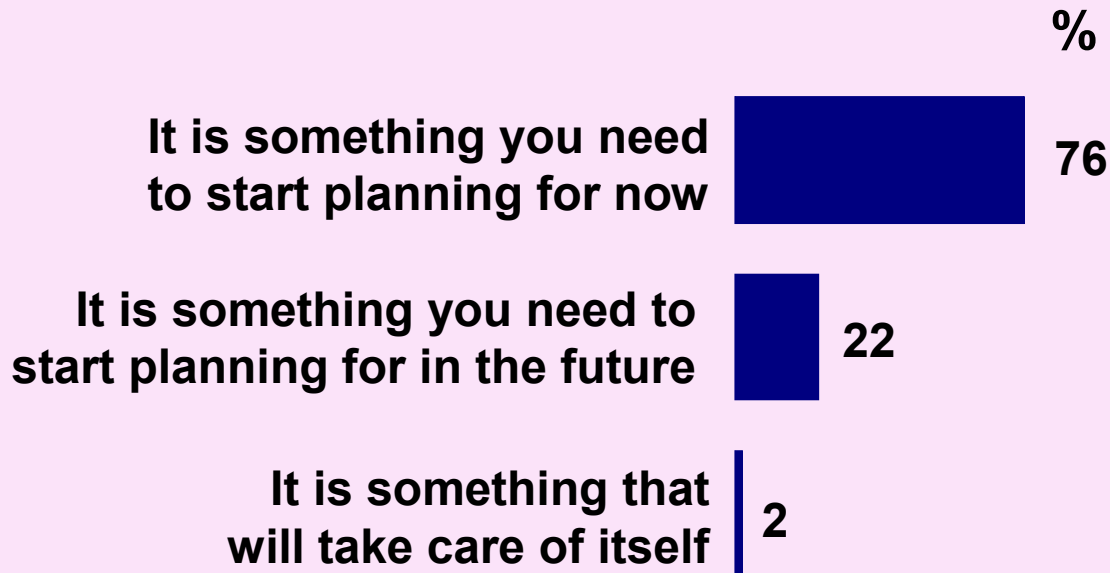 %
It is something you need
to start planning for now
76
It is something you need to
start planning for in the future
22
It is something that
will take care of itself
2